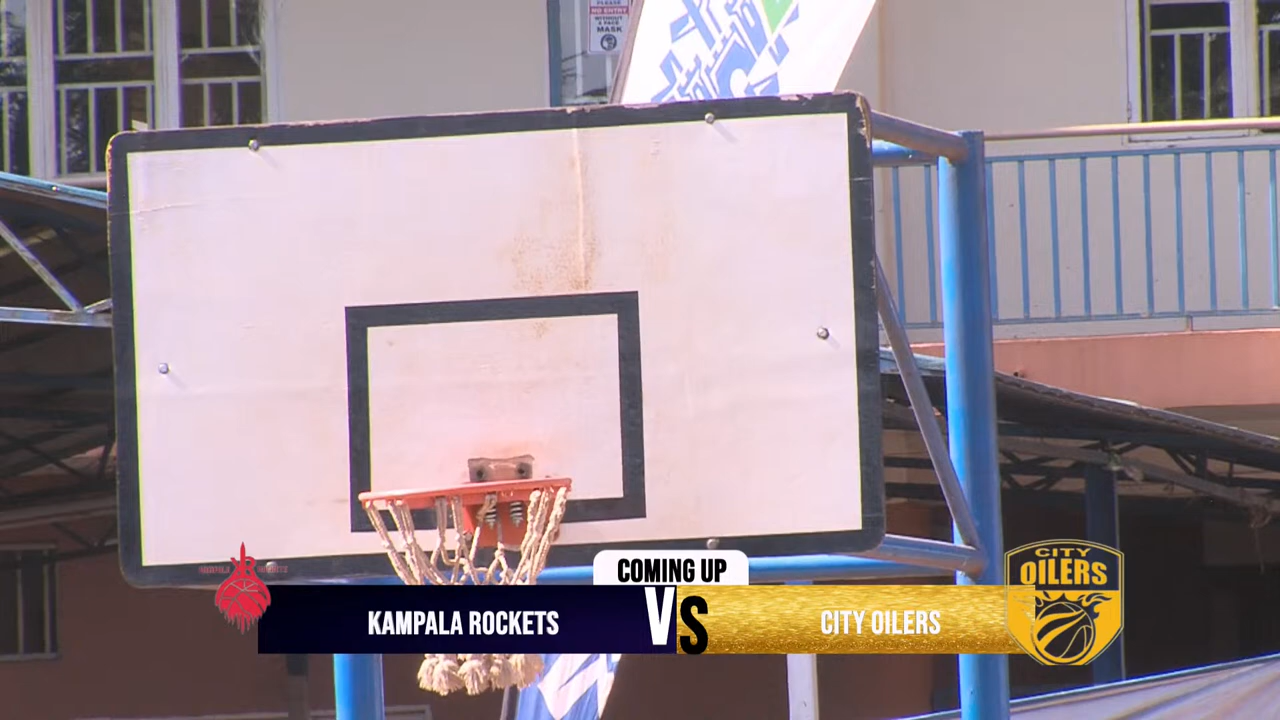 PLEASE
NO ENTRY
WITHOUT
A FACE
MASK
COMING UP
KAMPALA ROCKETS
VS
CITY OILERS
CITY
OILERS